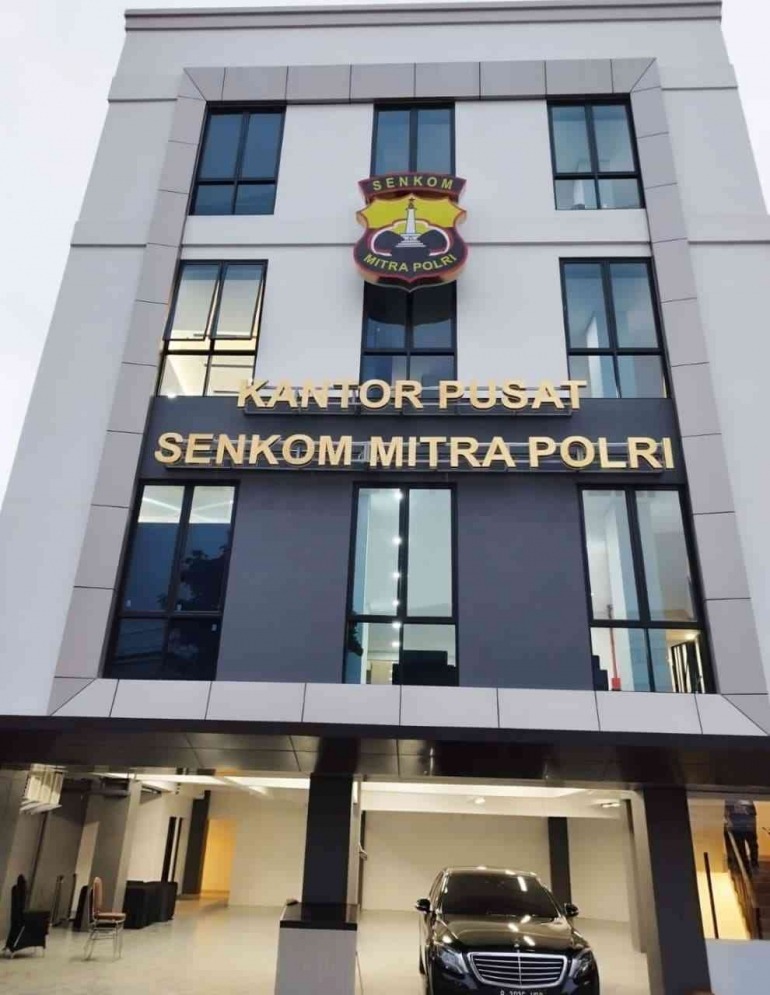 SENKOM
MITRA POLRI
KANTOR PUSAT
SENKOM MITRA POLRI